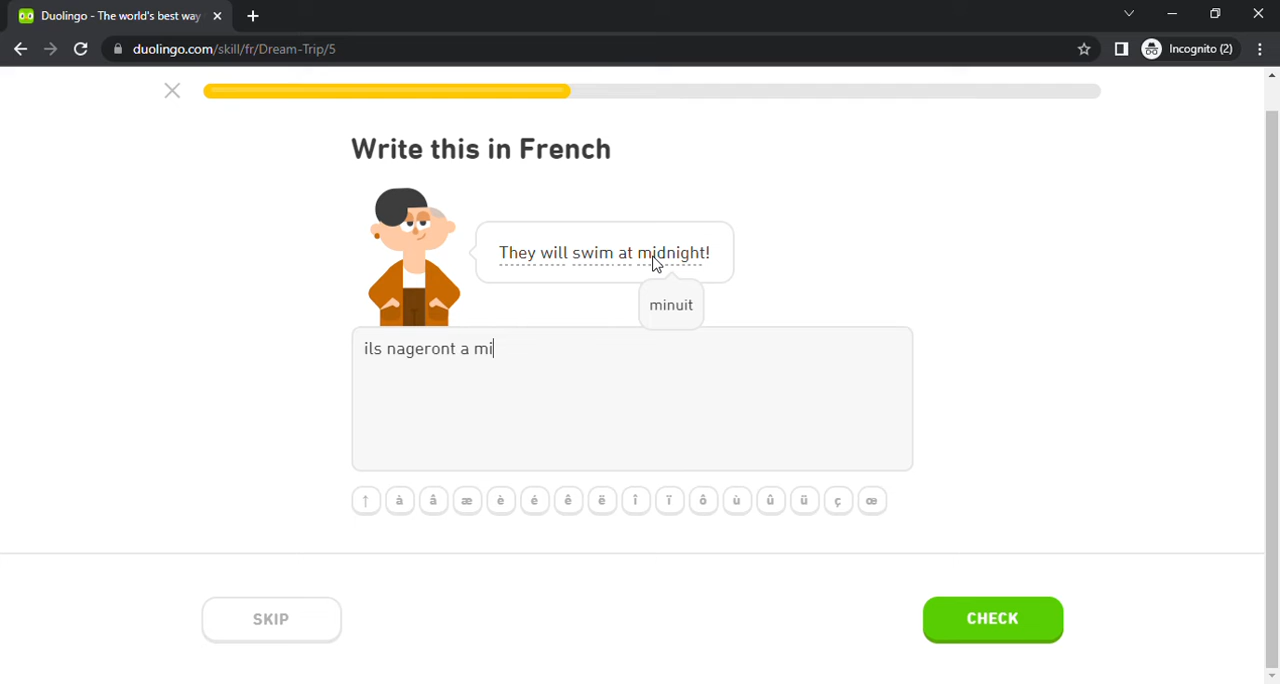 Duolingo - The world's best way
duolingo.com/skill/fr/Dream-Trip/5
Incognito (2)
Write this in French
They will swim at midnight!
minuit
ils nageront a mi
↑ à â æ è é ê ë î ï ô ù û ü ç œ
SKIP
CHECK